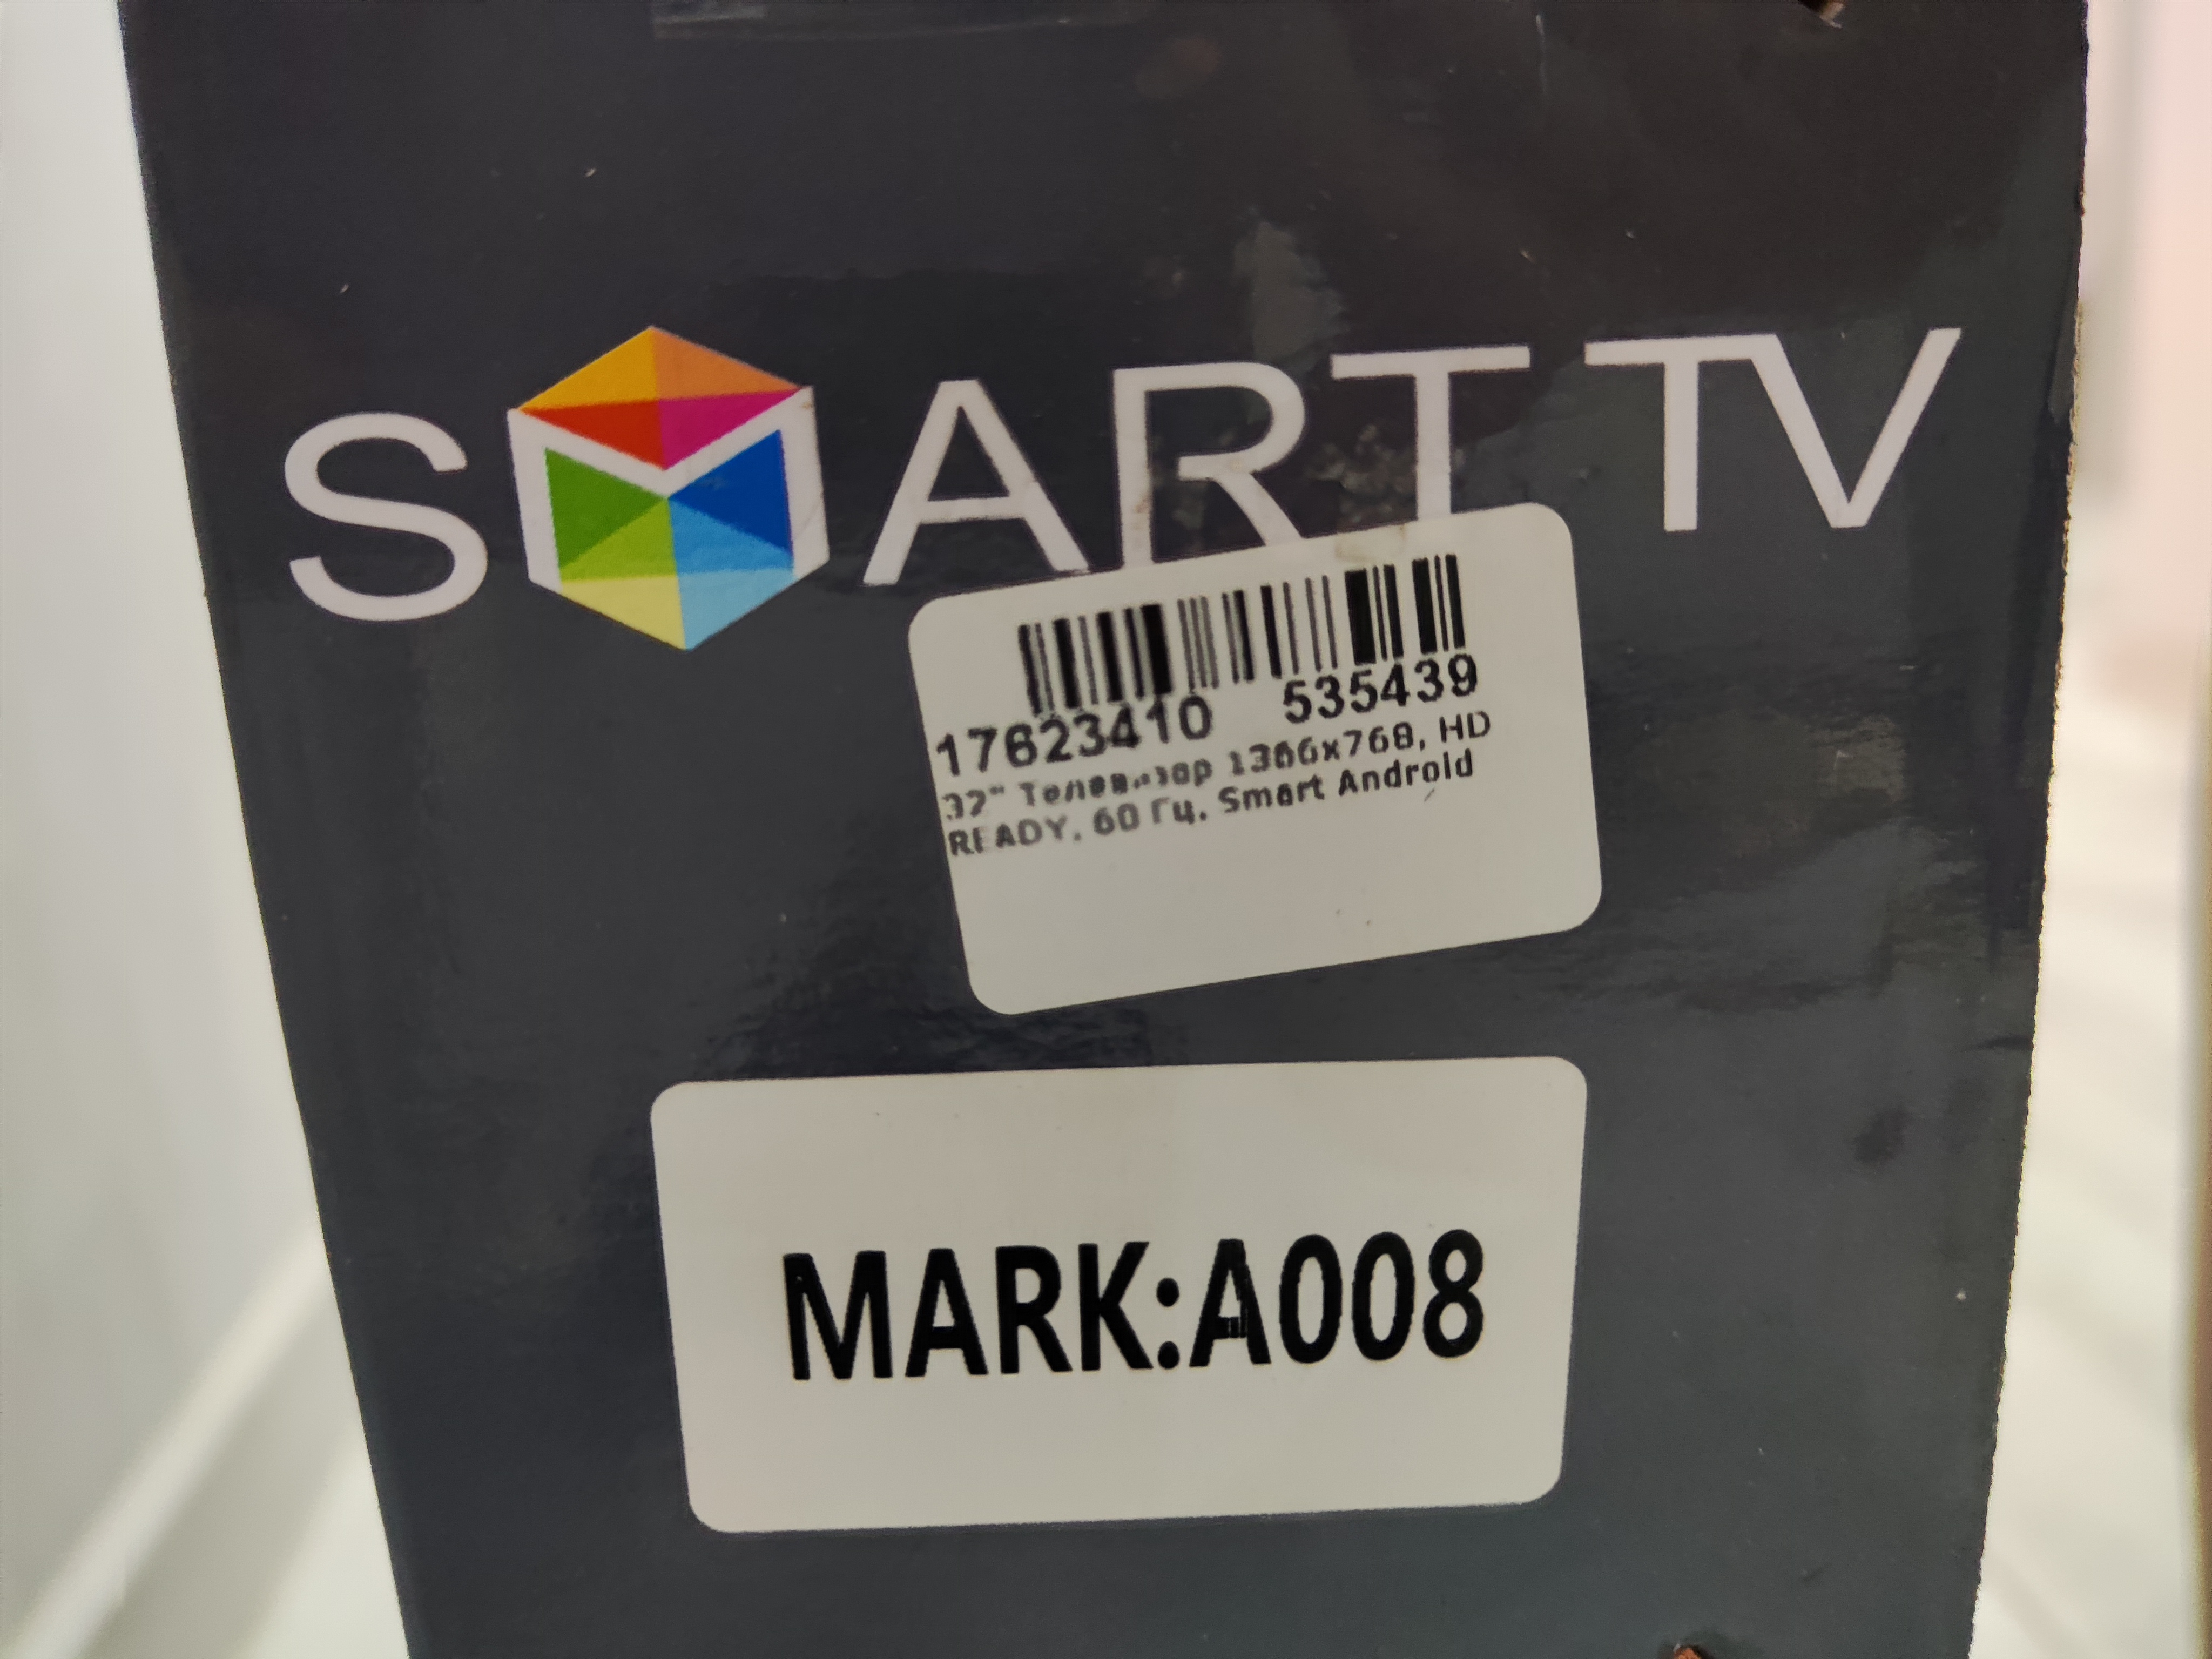 SMART TV
17623410 535439
32" Телевизор 1366x768, HD
READY, 60 Гц, Smart Android
MARK:A008